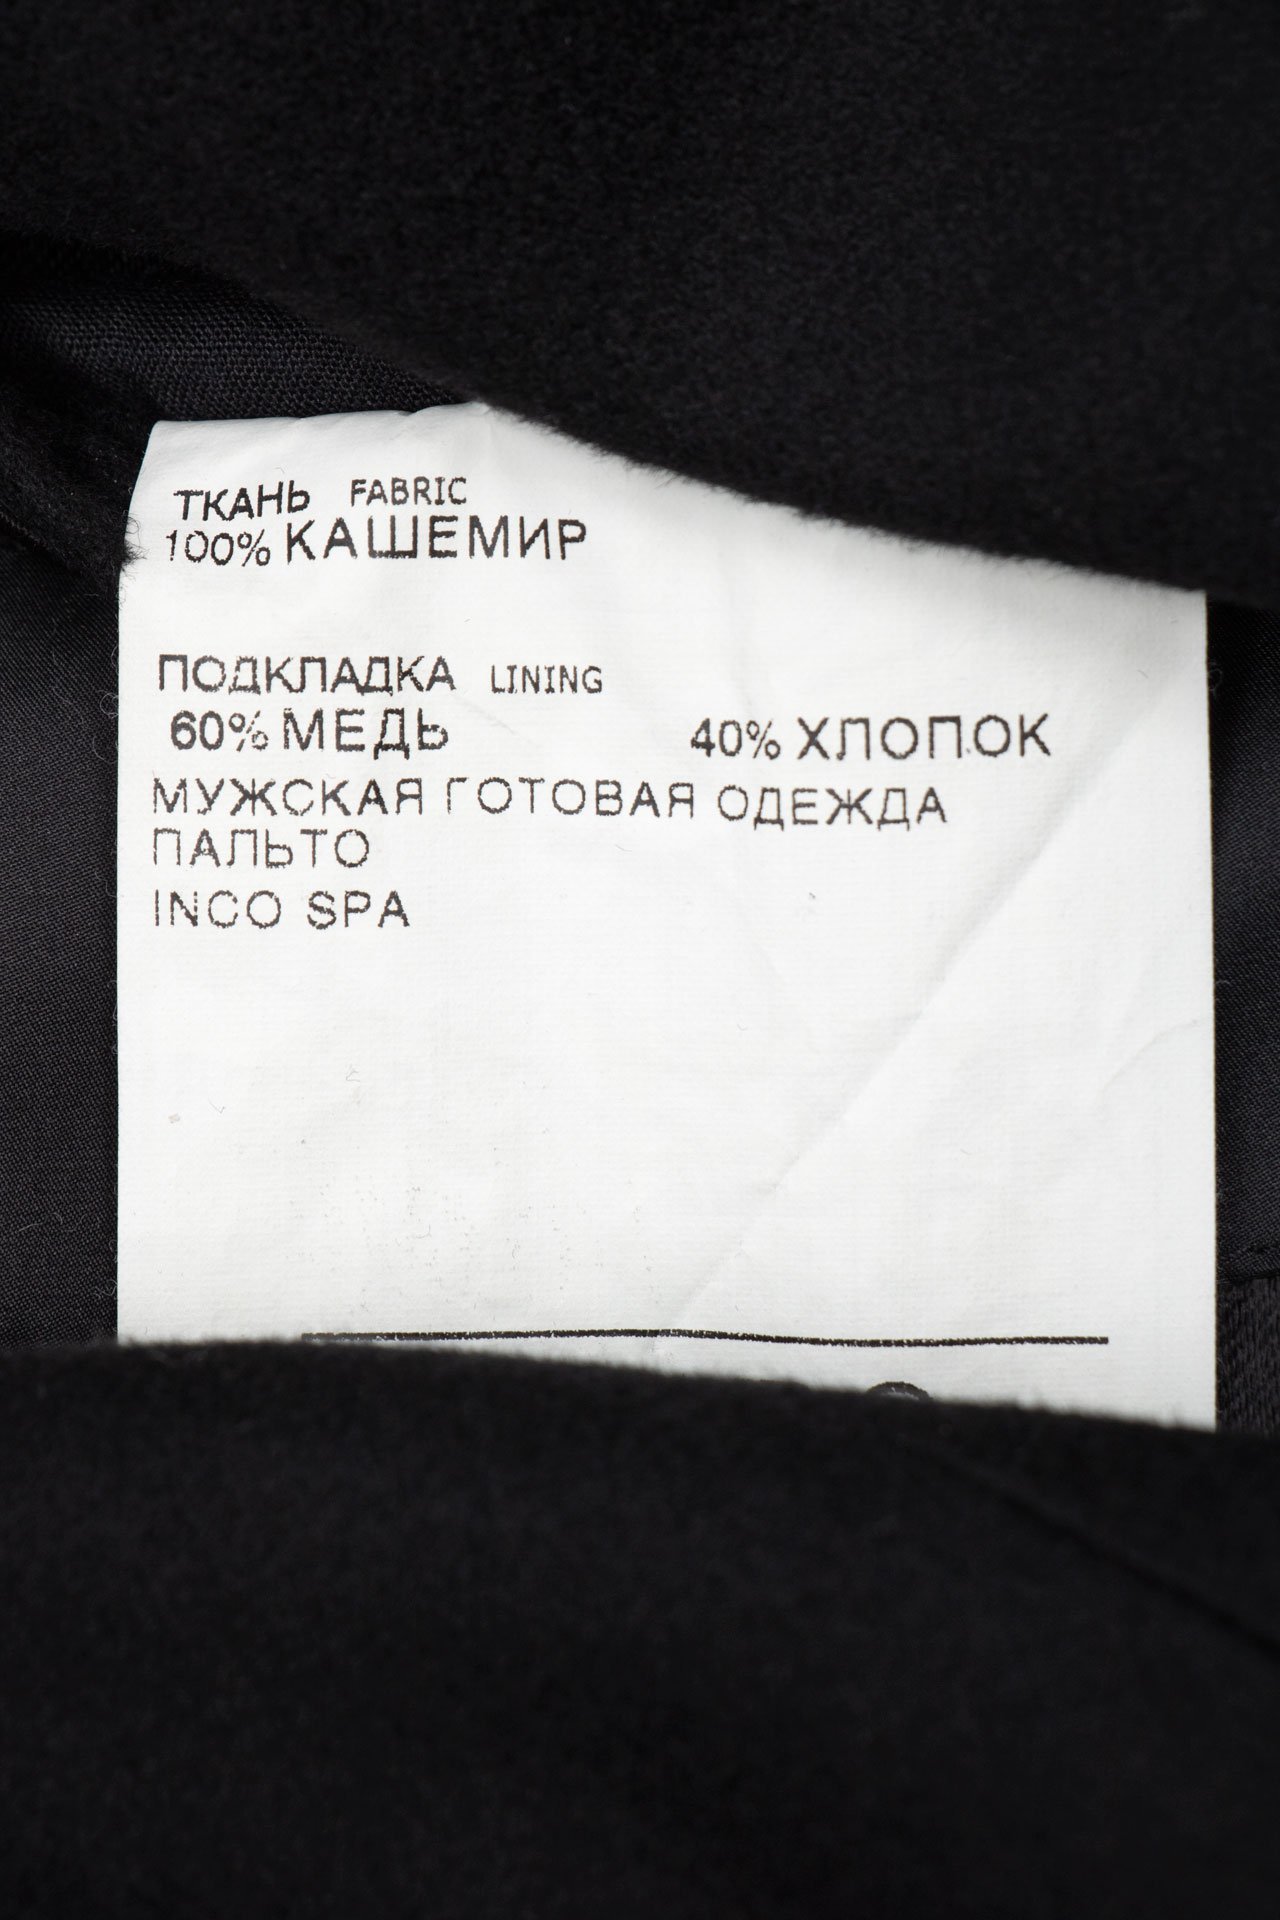 ТКАНЬ FABRIC
100% КАШЕМИР
ПОДКЛАДКА LINING
60% МЕДЬ 40% ХЛОПОК
МУЖСКАЯ ГОТОВАЯ ОДЕЖДА
ПАЛЬТО
INCO SPA